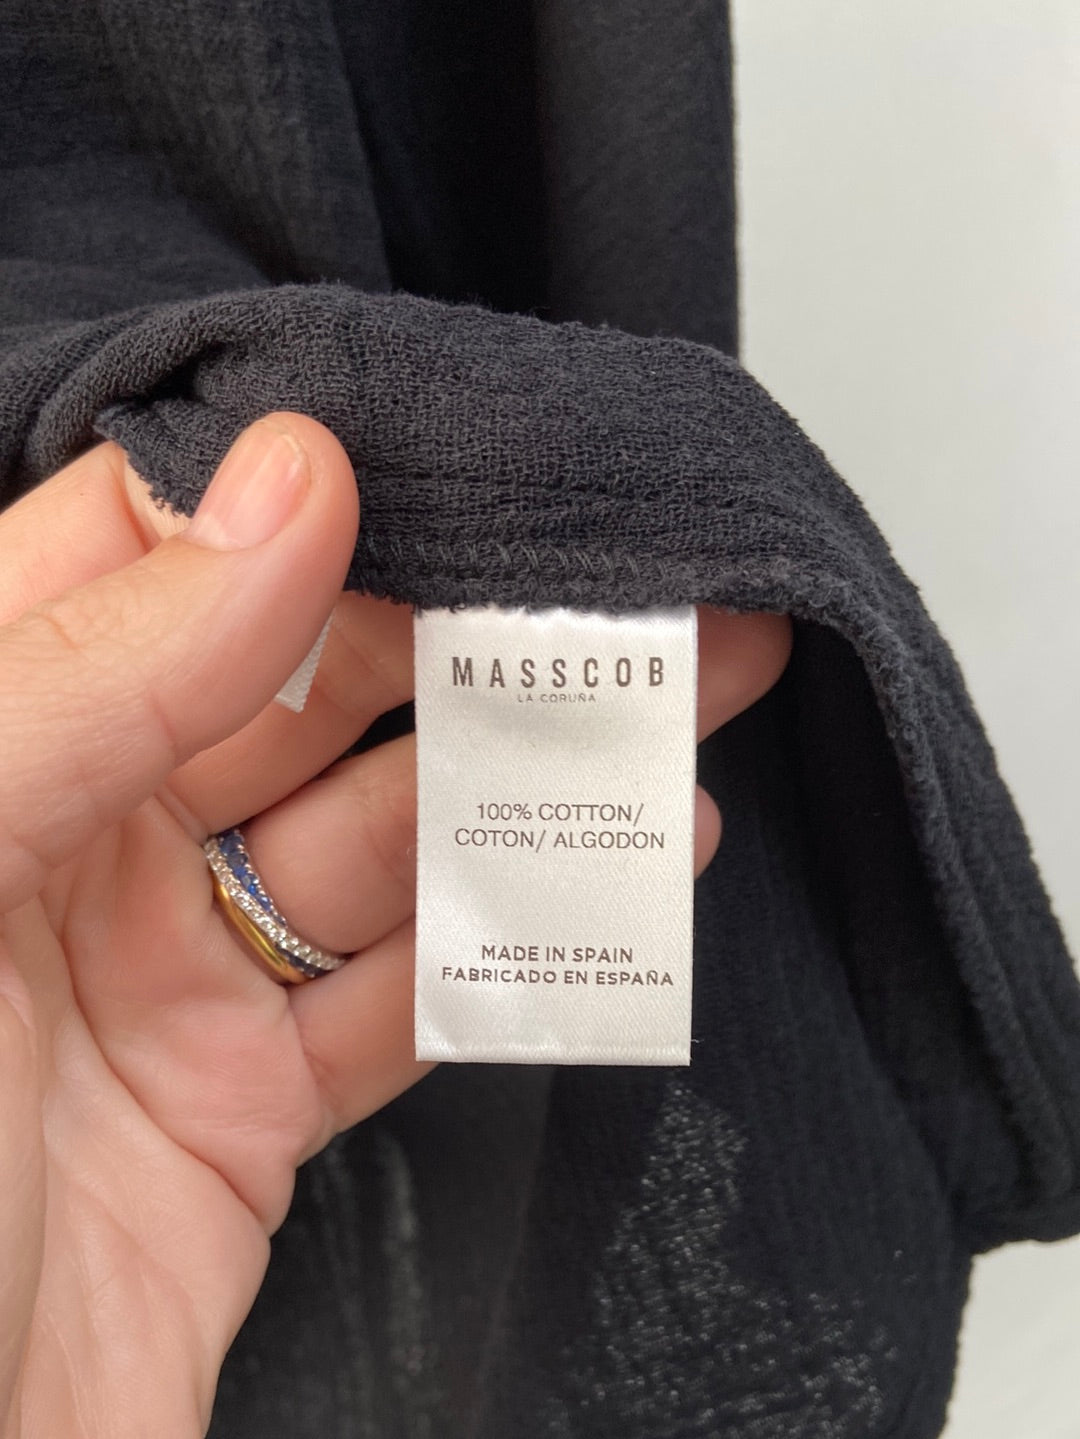 MASSCOB
LA CORUÑA
100% COTTON/
COTON/ ALGODON
MADE IN SPAIN
FABRICADO EN ESPAÑA